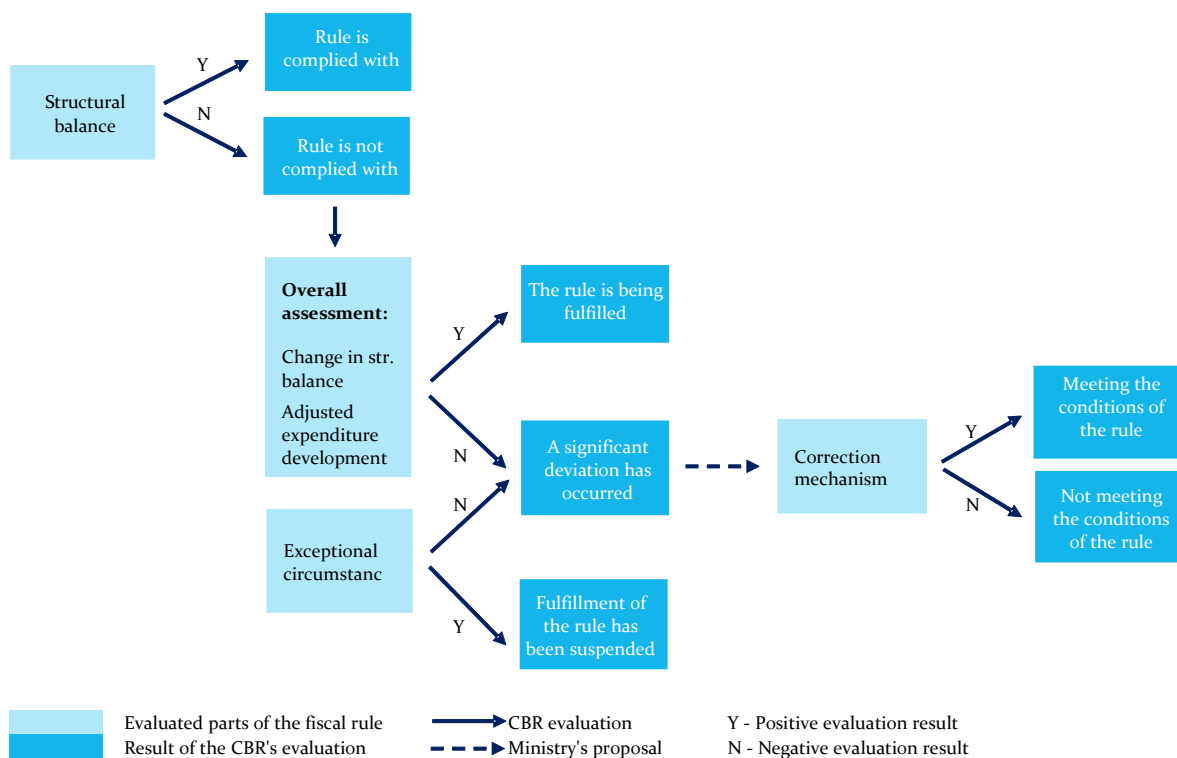 Structural
balance
Y
N
Rule is
complied with
Rule is not
complied with
Overall
assessment:
Change in str.
balance
Adjusted
expenditure
development
Y
N
The rule is being
fulfilled
A significant
deviation has
occurred
Exceptional
circumstanc
N
Y
Fulfillment of
the rule has
been suspended
Correction
mechanism
Y
N
Meeting the
conditions of
the rule
Not meeting
the conditions
of the rule
Evaluated parts of the fiscal rule
Result of the CBR's evaluation
CBR evaluation
Ministry's proposal
Y - Positive evaluation result
N - Negative evaluation result